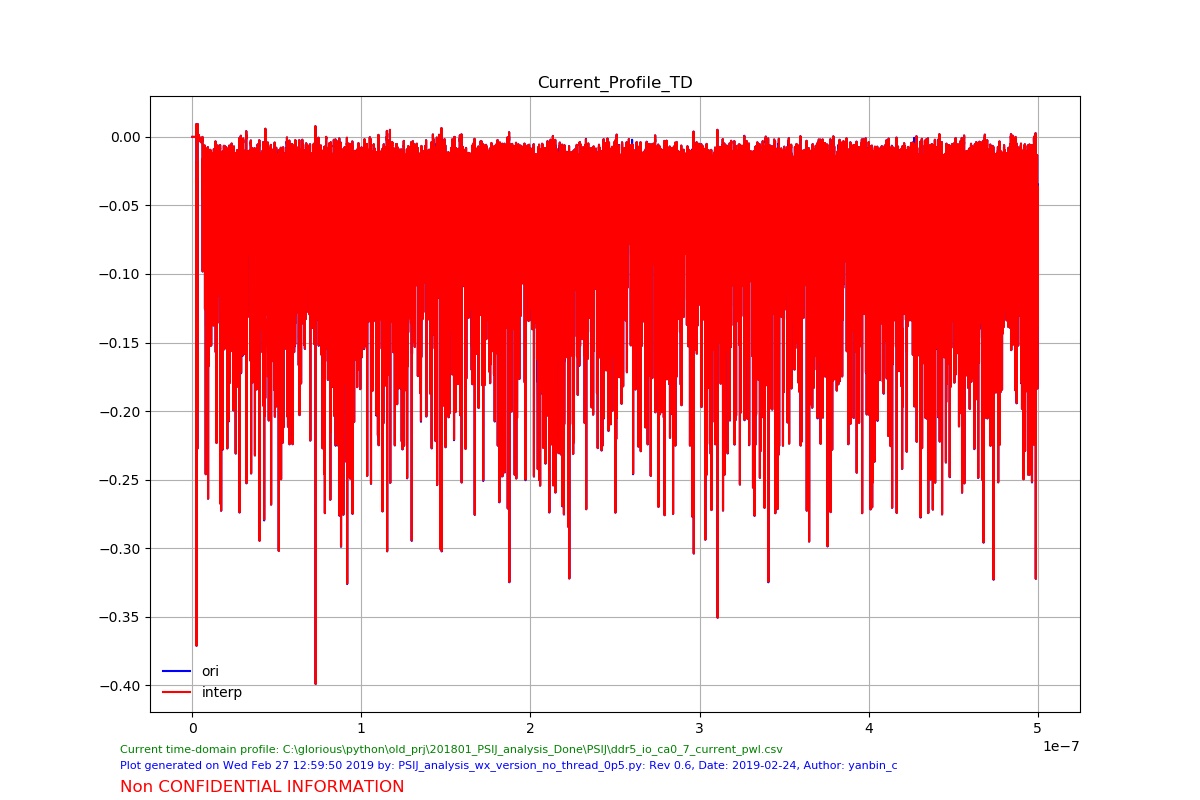 Current_Profile_TD
0.00
−0.05
−0.10
−0.15
−0.20
−0.25
−0.30
−0.35
−0.40
ori
interp
0 1 2 3 4 5
1e−7
Current time-domain profile: C:\glorious\python\old_prj\201801_PSIJ_analysis_Done\PSIJ\ddr5_io_ca0_7_current_pwl.csv
Plot generated on Wed Feb 27 12:59:50 2019 by: PSIJ_analysis_wx_version_no_thread_0p5.py: Rev 0.6, Date: 2019-02-24, Author: yanbin_c
Non CONFIDENTIAL INFORMATION